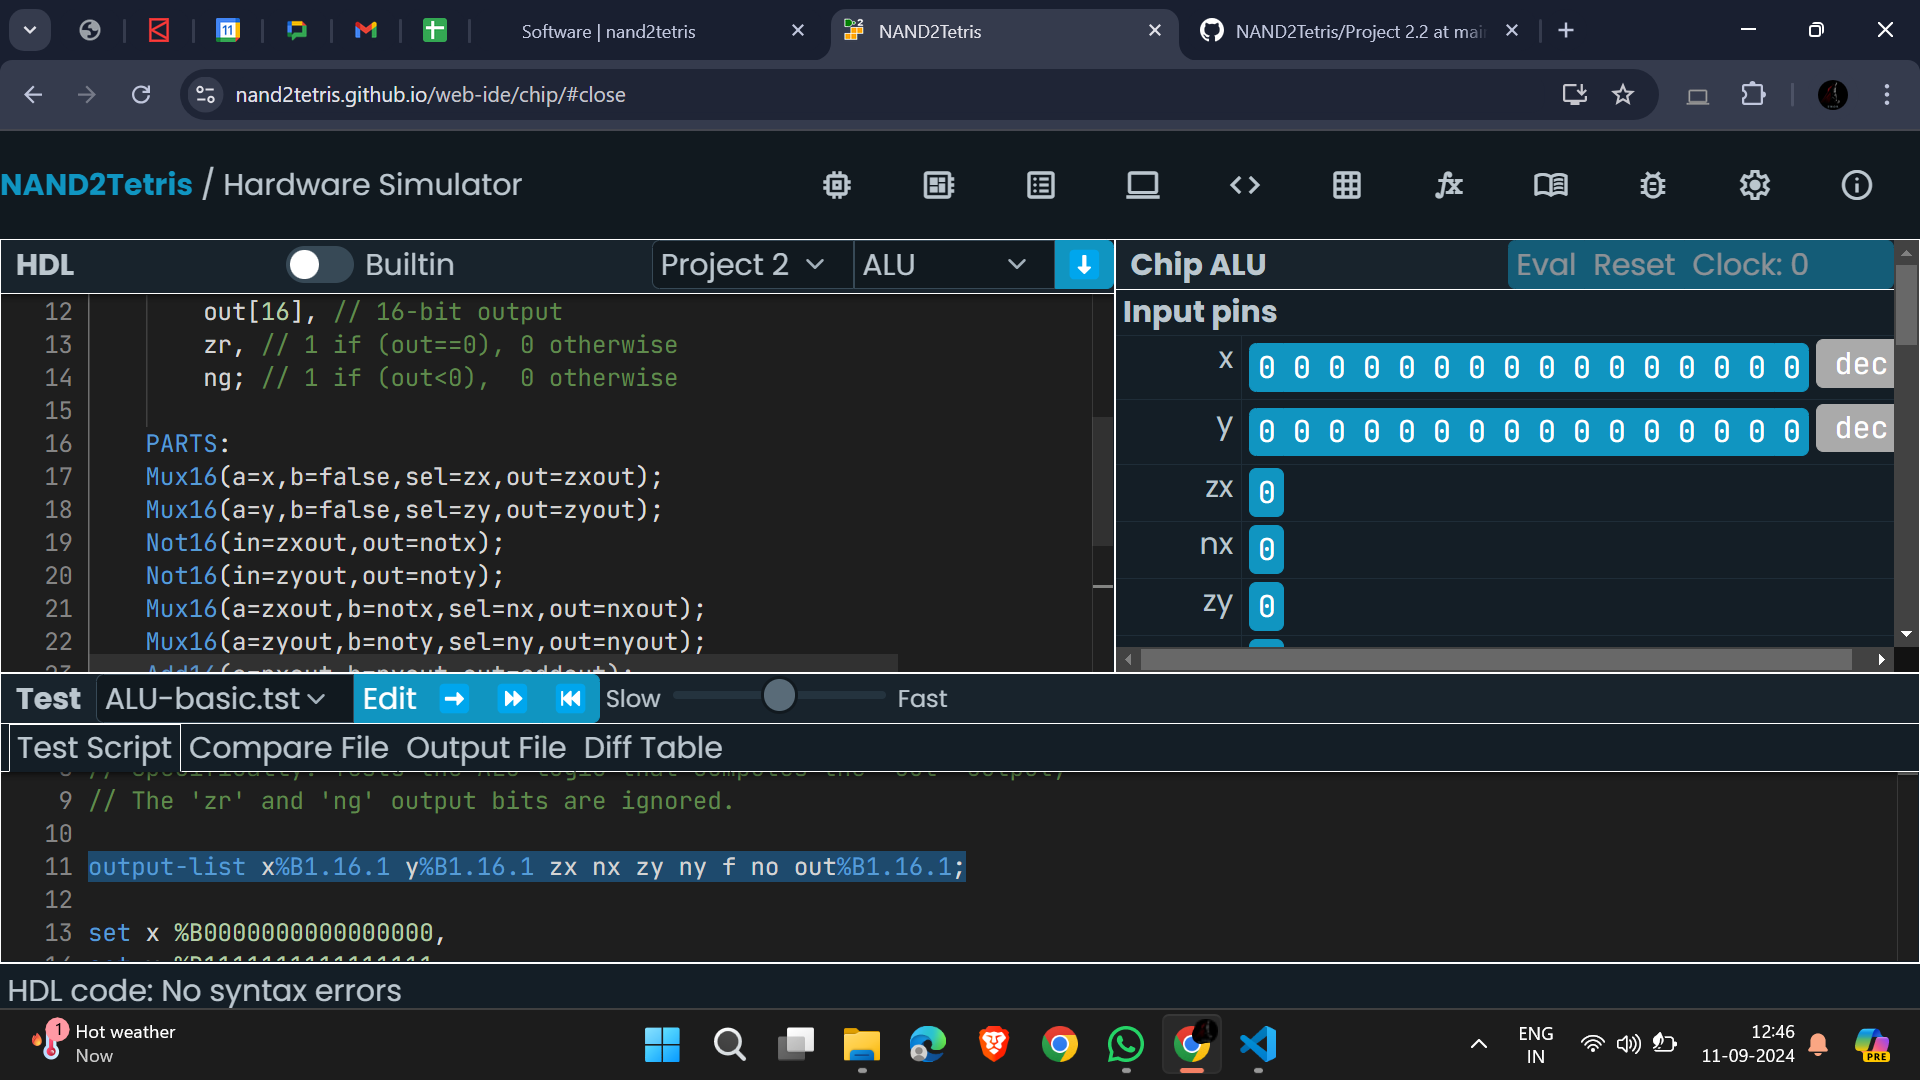 11
Software | nand2tetris
NAND2Tetris
NAND2Tetris/Project 2.2 at mai
nand2tetris.github.io/web-ide/chip/#close
NAND2Tetris / Hardware Simulator
HDL
Builtin
Project 2
ALU
12 out[16], // 16-bit output
13 zr, // 1 if (out==0), 0 otherwise
14 ng; // 1 if (out<0),  0 otherwise
15
16 PARTS:
17 Mux16(a=x,b=false,sel=zx,out=zxout);
18 Mux16(a=y,b=false,sel=zy,out=zyout);
19 Not16(in=zxout,out=notx);
20 Not16(in=zyout,out=noty);
21 Mux16(a=zxout,b=notx,sel=nx,out=nxout);
22 Mux16(a=zyout,b=noty,sel=ny,out=nyout);
Chip ALU
Eval Reset Clock: 0
Input pins
x 0 0 0 0 0 0 0 0 0 0 0 0 0 0 0 0 dec
y 0 0 0 0 0 0 0 0 0 0 0 0 0 0 0 0 dec
zx 0
nx 0
zy 0
Test
ALU-basic.tst
Edit
Slow
Fast
Test Script Compare File Output File Diff Table
9 // The 'zr' and 'ng' output bits are ignored.
10
11 output-list x%B1.16.1 y%B1.16.1 zx nx zy ny f no out%B1.16.1;
12
13 set x %B0000000000000000,
HDL code: No syntax errors
1
Hot weather
Now
ENG
IN
12:46
11-09-2024
PRE